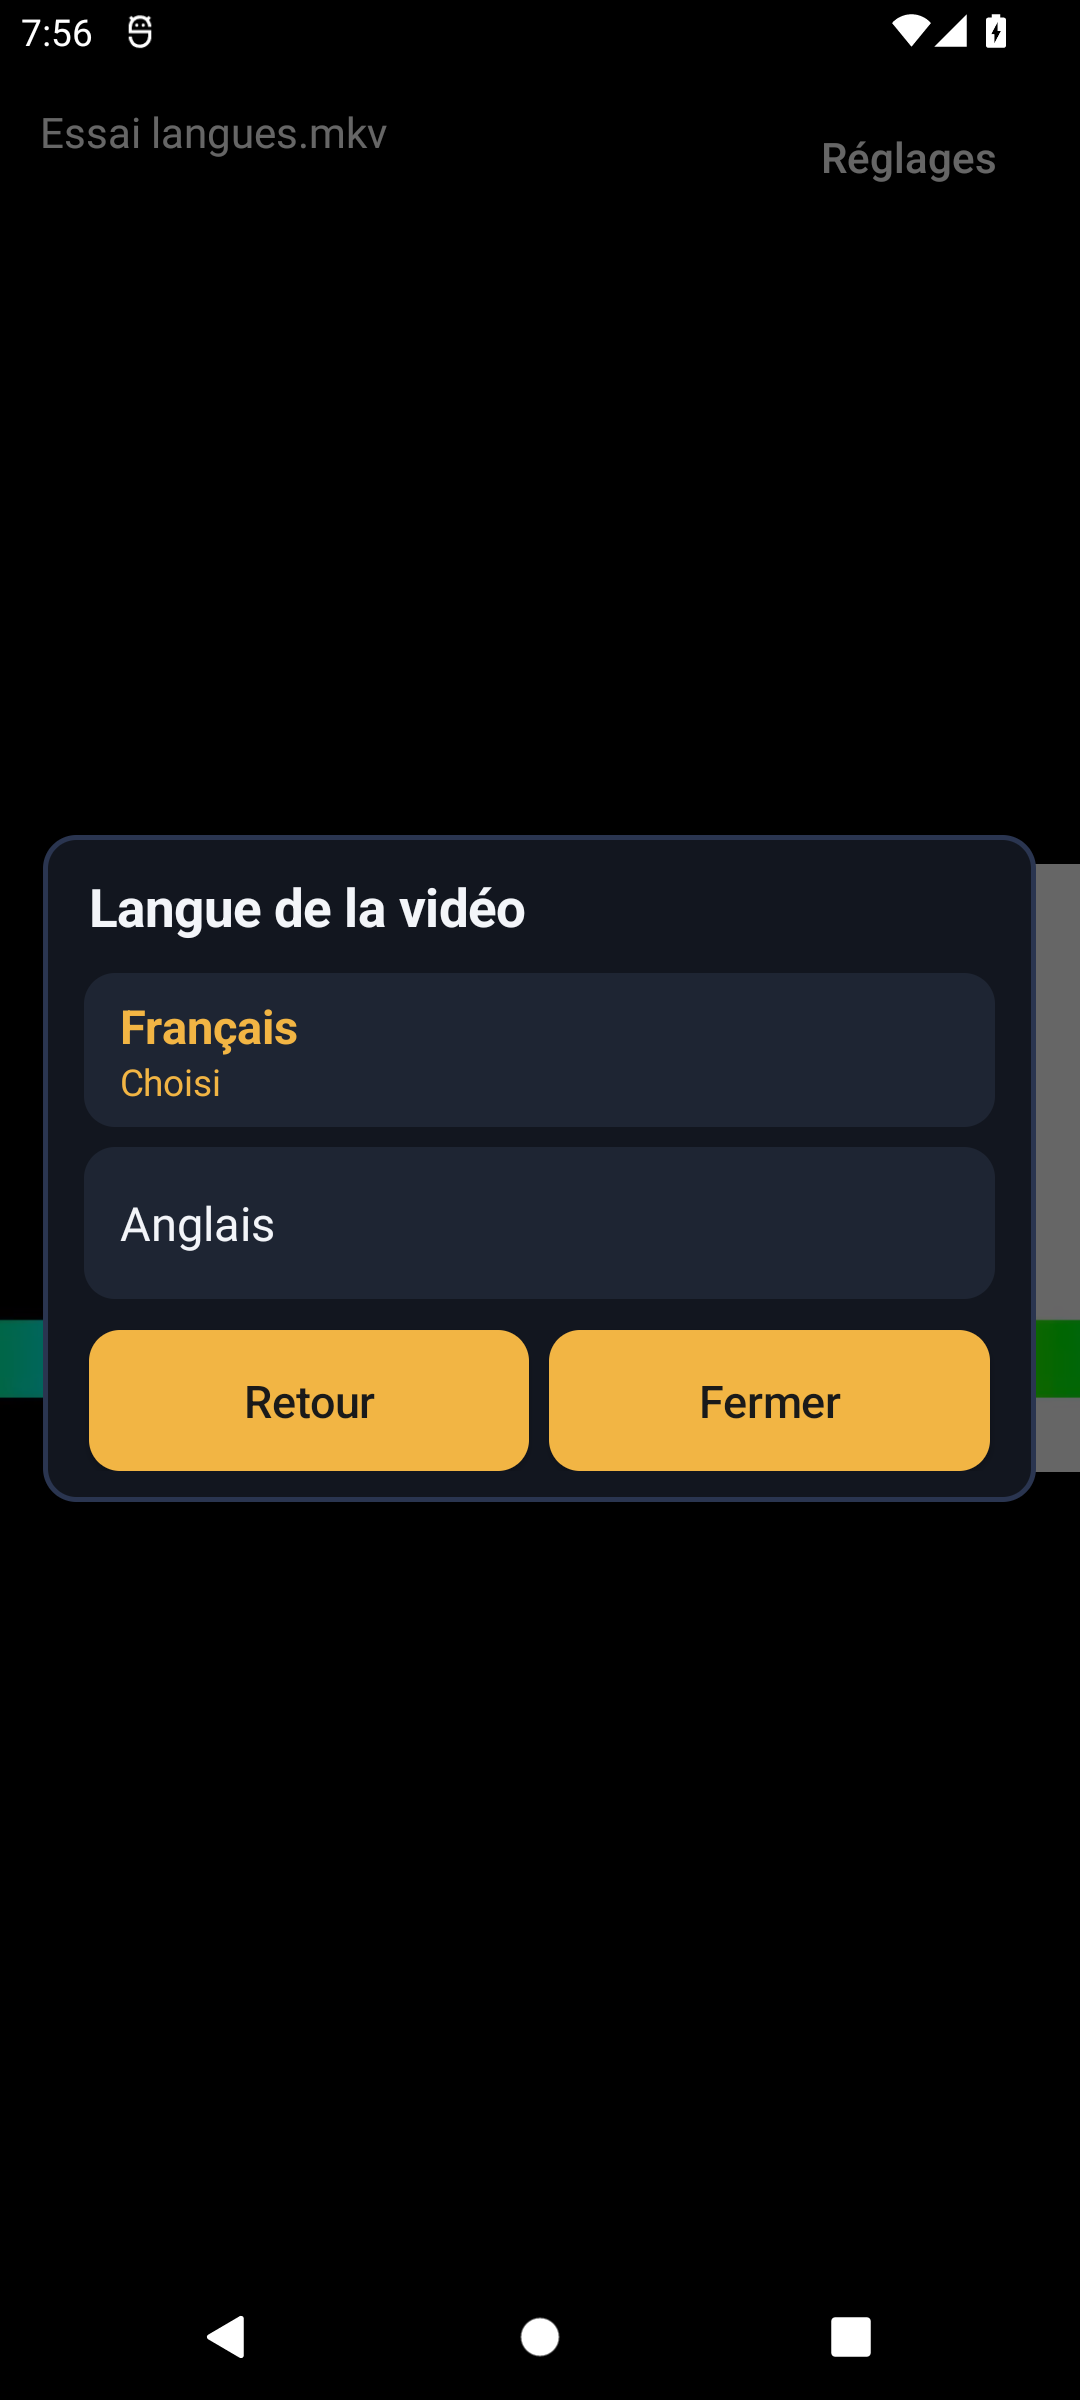 7:56
Essai langues.mkv
Réglages
Langue de la vidéo
Français
Choisi
Anglais
Retour
Fermer